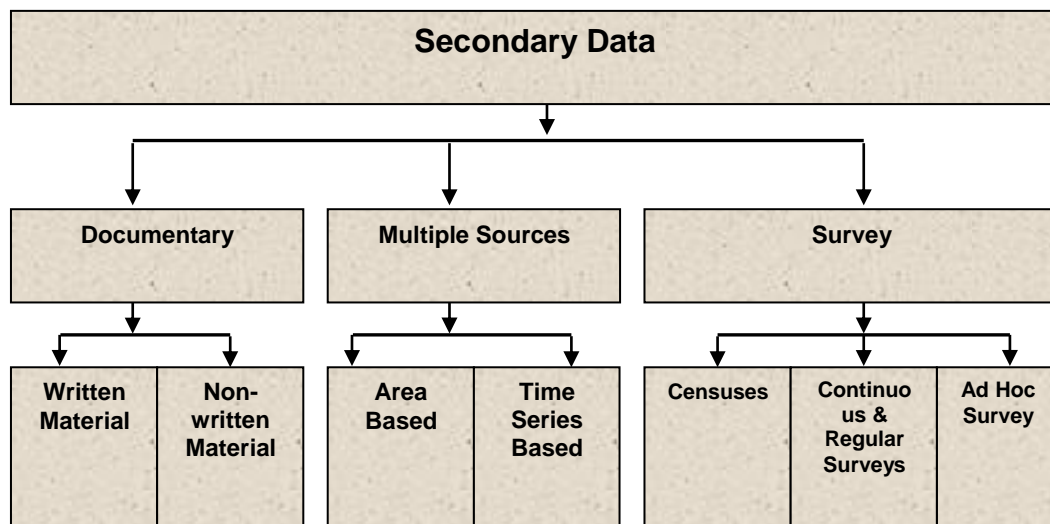 Secondary Data
Documentary
Multiple Sources
Survey
Written
Material
Non-
written
Material
Area
Based
Time
Series
Based
Censuses
Continuo
us &
Regular
Surveys
Ad Hoc
Survey